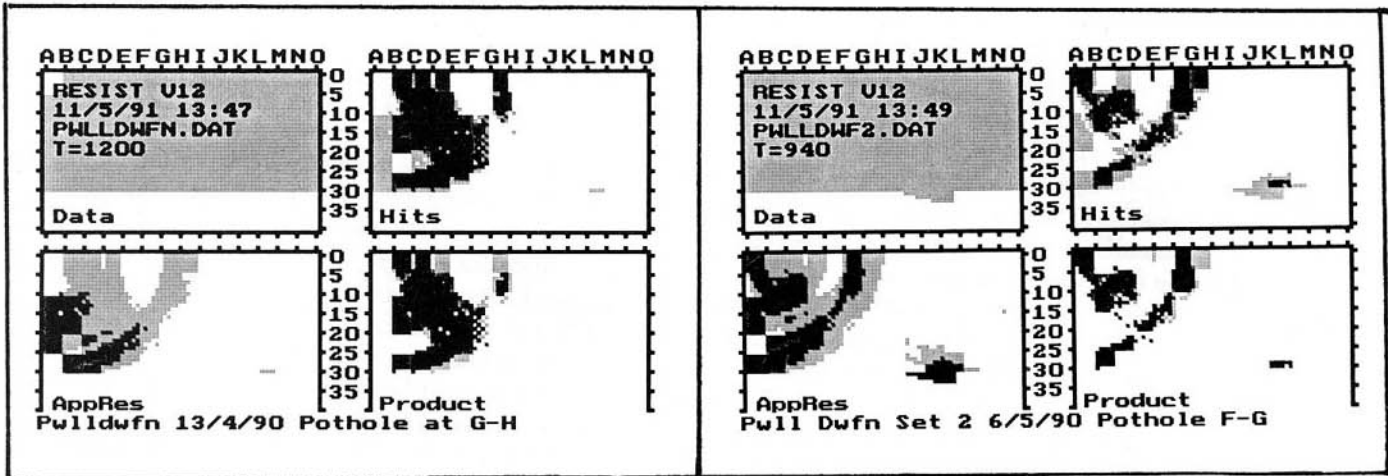 ABCDEFGHIJKLMNO
ABCDEFGHIJKLMNO
RESIST V12
11/5/91 13:47
PWLLDWFN.DAT
T=1200
Data
0
5
10
15
20
25
30
35
Hits
AppRes
0
5
10
15
20
25
30
35
Product
Pwlldwfn 13/4/90 Pothole at G-H
ABCDEFGHIJKLMNO
ABCDEFGHIJKLMNO
RESIST V12
11/5/91 13:49
PWLLDWF2.DAT
T=940
Data
0
5
10
15
20
25
30
35
Hits
AppRes
0
5
10
15
20
25
30
35
Product
Pwll Dwfn Set 2 6/5/90 Pothole F-G